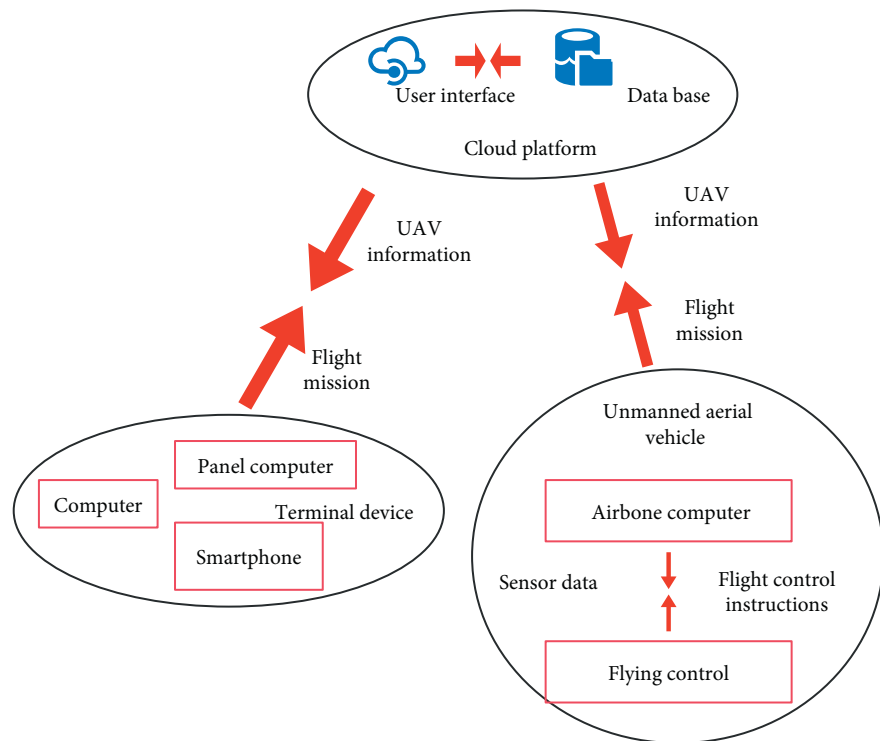 User interface
Data base
Cloud platform
UAV
information
UAV
information
Flight
mission
Flight
mission
Unmanned aerial
vehicle
Panel computer
Computer
Terminal device
Smartphone
Airbone computer
Sensor data
Flight control
instructions
Flying control